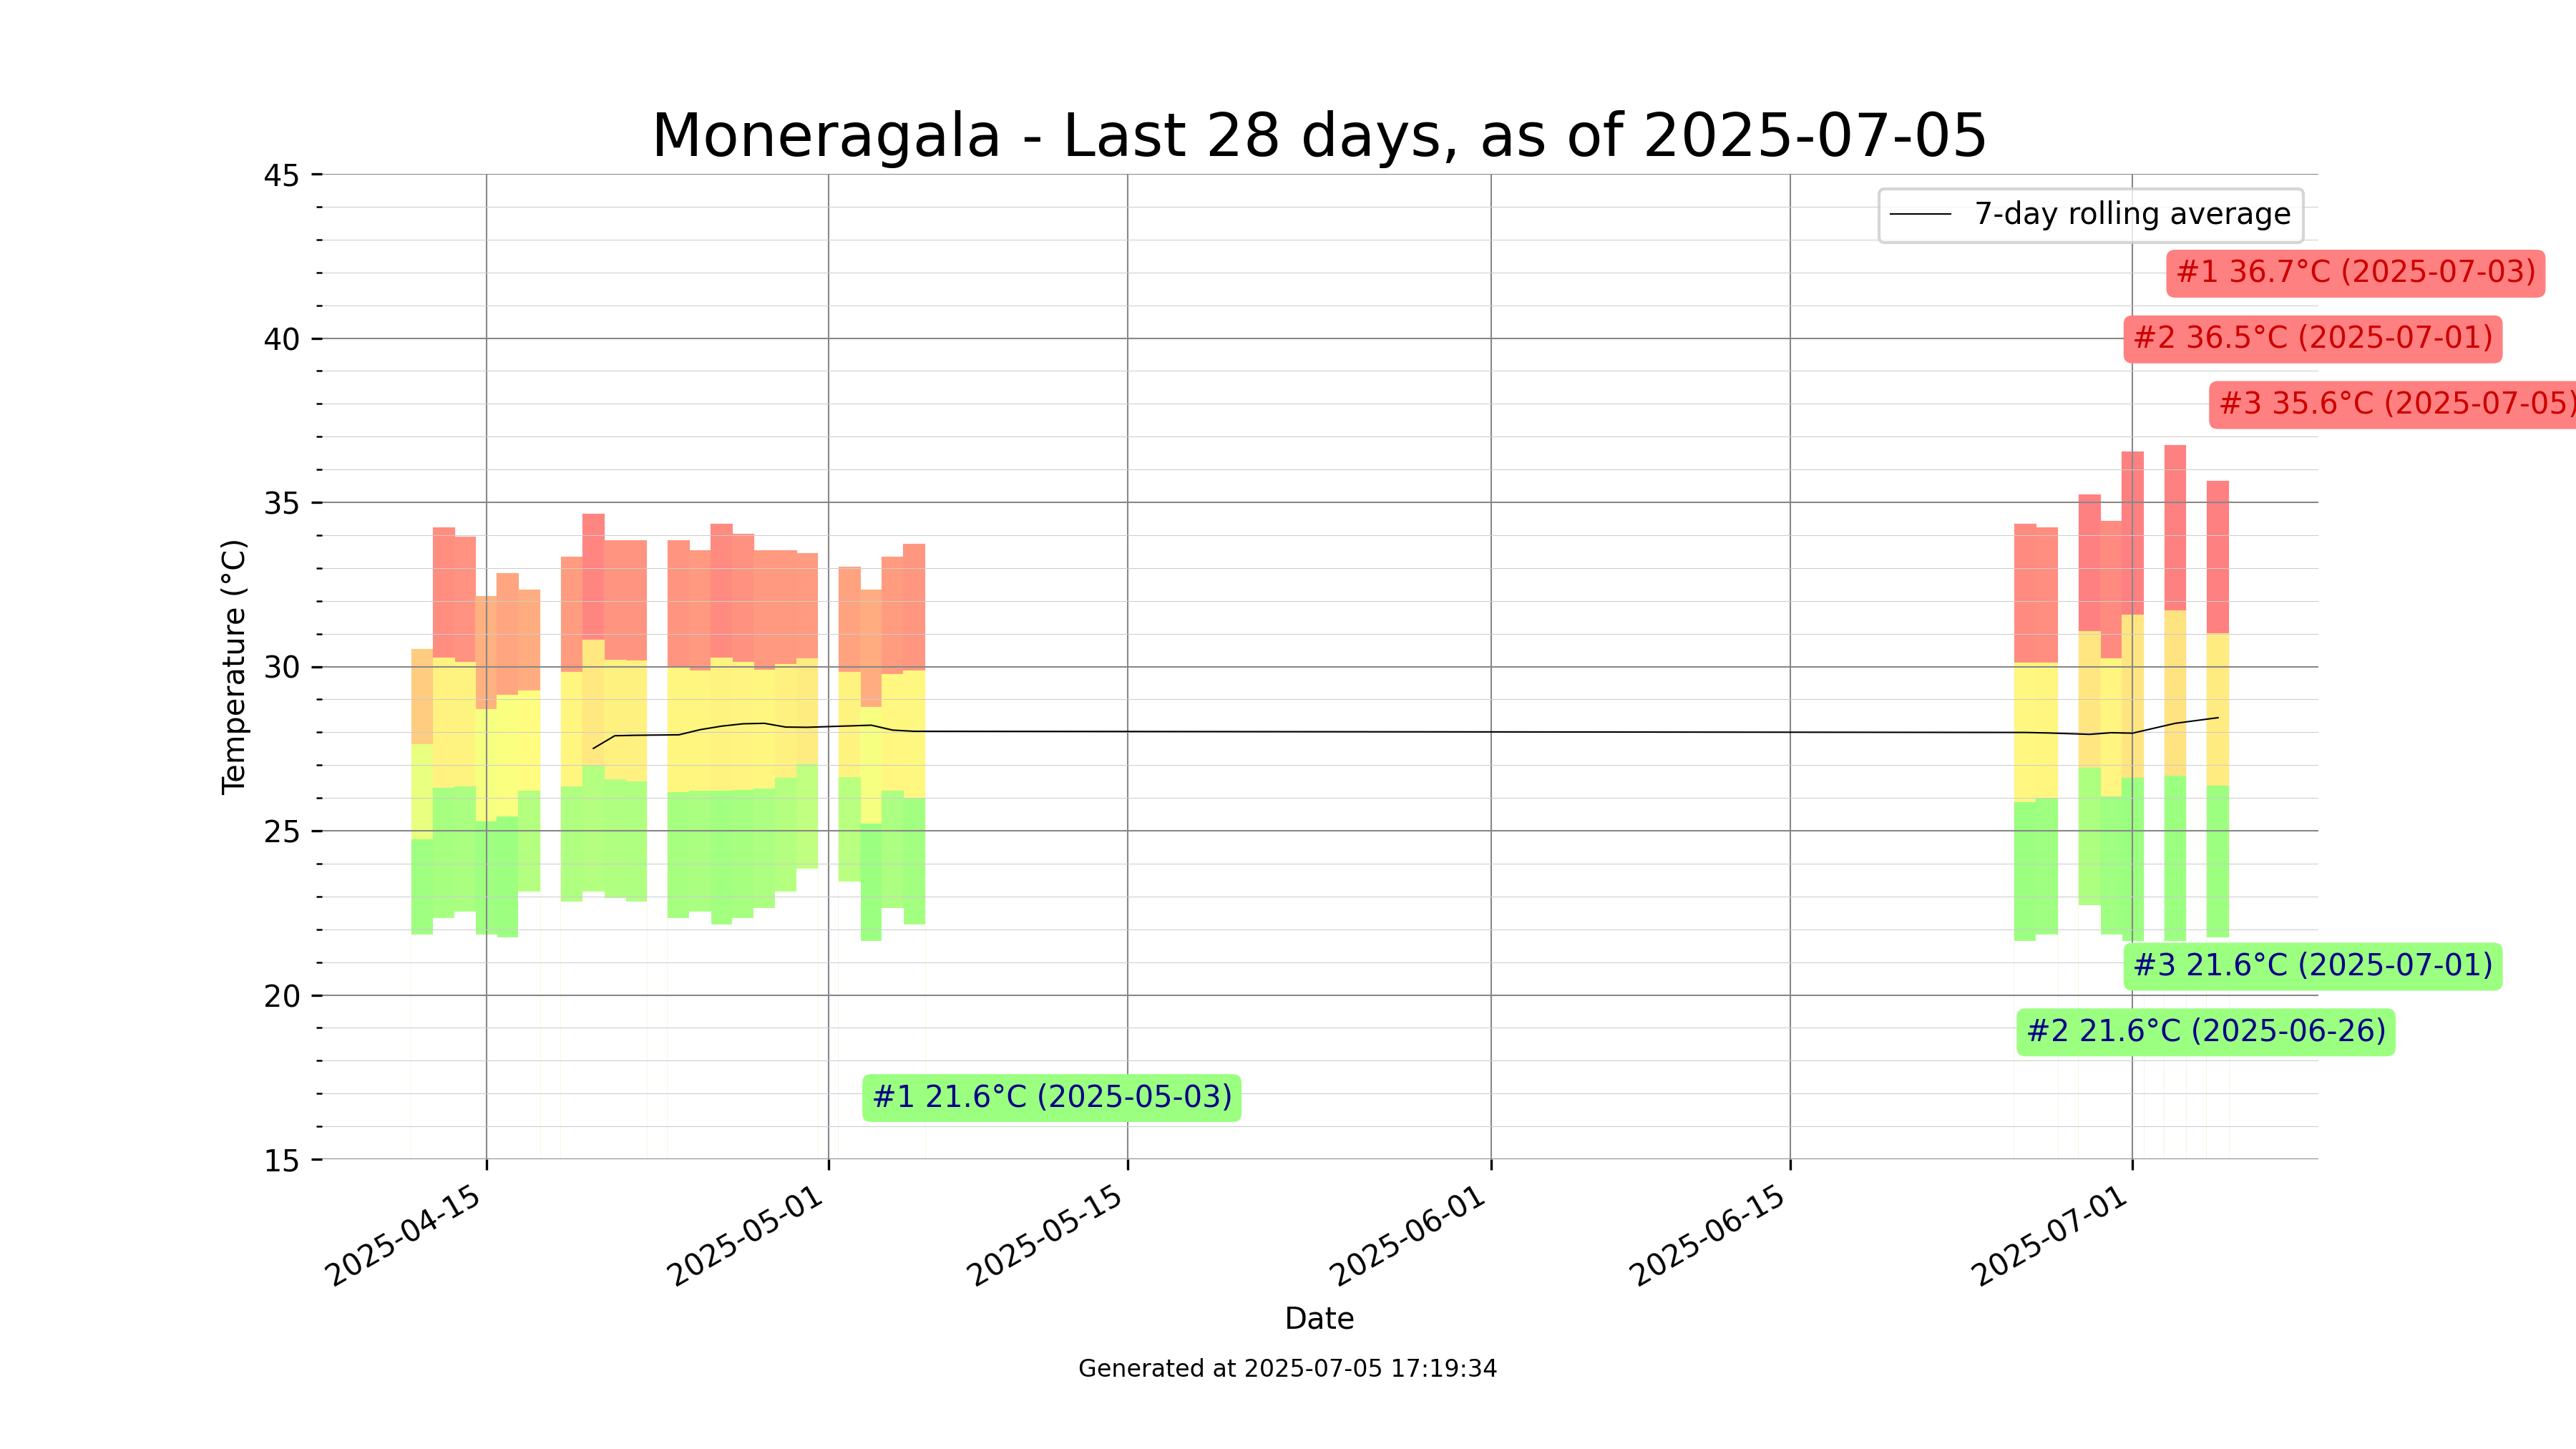 Moneragala - Last 28 days, as of 2025-07-05
45
40
35
30
25
20
15
Temperature (°C)
7-day rolling average
#1 36.7°C (2025-07-03)
#2 36.5°C (2025-07-01)
#3 35.6°C (2025-07-05)
#3 21.6°C (2025-07-01)
#2 21.6°C (2025-06-26)
#1 21.6°C (2025-05-03)
2025-04-15
2025-05-01
2025-05-15
2025-06-01
2025-06-15
2025-07-01
Date
Generated at 2025-07-05 17:19:34